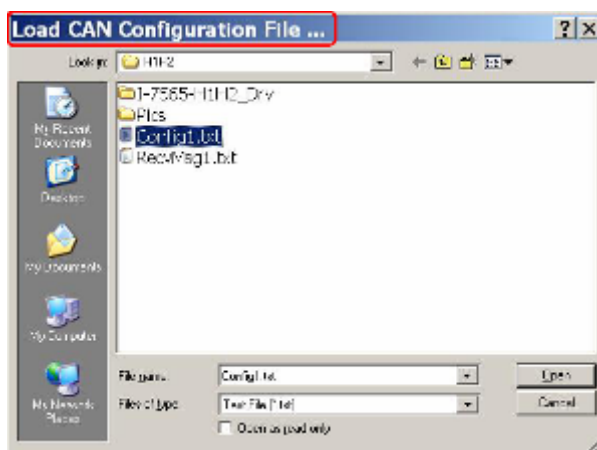 Load CAN Configuration File ...
Look in:
H1H2
I-7565-H1H2_Drv
Pics
Config1.txt
RecvMsg1.txt
My Recent
Documents
Desktop
My Documents
My Computer
My Network
Places
File name:
Config1.txt
Open
Files of type:
Text File (*.txt)
Cancel
Open as read-only